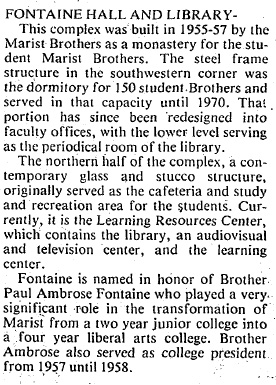 FONTAINE HALL AND LIBRARY-
This complex was built in 1955-57 by the
Marist Brothers as a monastery for the stu-
dent Marist Brothers. The steel frame
structure in the southwestern corner was
the dormitory for 150 student Brothers and
served in that capacity until 1970. That
portion has since been redesigned into
faculty offices, with the lower level serving
as the periodical room of the library.
The northern half of the complex, a con-
temporary glass and stucco structure,
originally served as the cafeteria and study
and recreation area for the students. Cur-
rently, it is the Learning Resources Center,
which contains the library, an audiovisual
and television center, and the learning
center.
Fontaine is named in honor of Brother
Paul Ambrose Fontaine who played a very
significant role in the transformation of
Marist from a two year junior college into
a four year liberal arts college. Brother
Ambrose also served as college president
from 1957 until 1958.